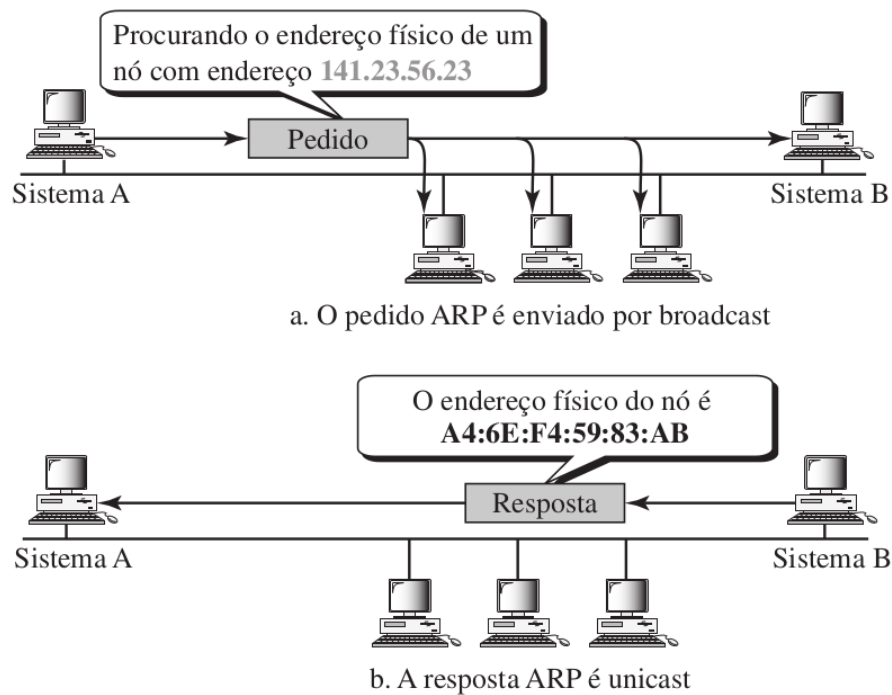 Procurando o endereço físico de um
nó com endereço 141.23.56.23
Pedido
Sistema A
Sistema B
a. O pedido ARP é enviado por broadcast
O endereço físico do nó é
A4:6E:F4:59:83:AB
Resposta
Sistema A
Sistema B
b. A resposta ARP é unicast